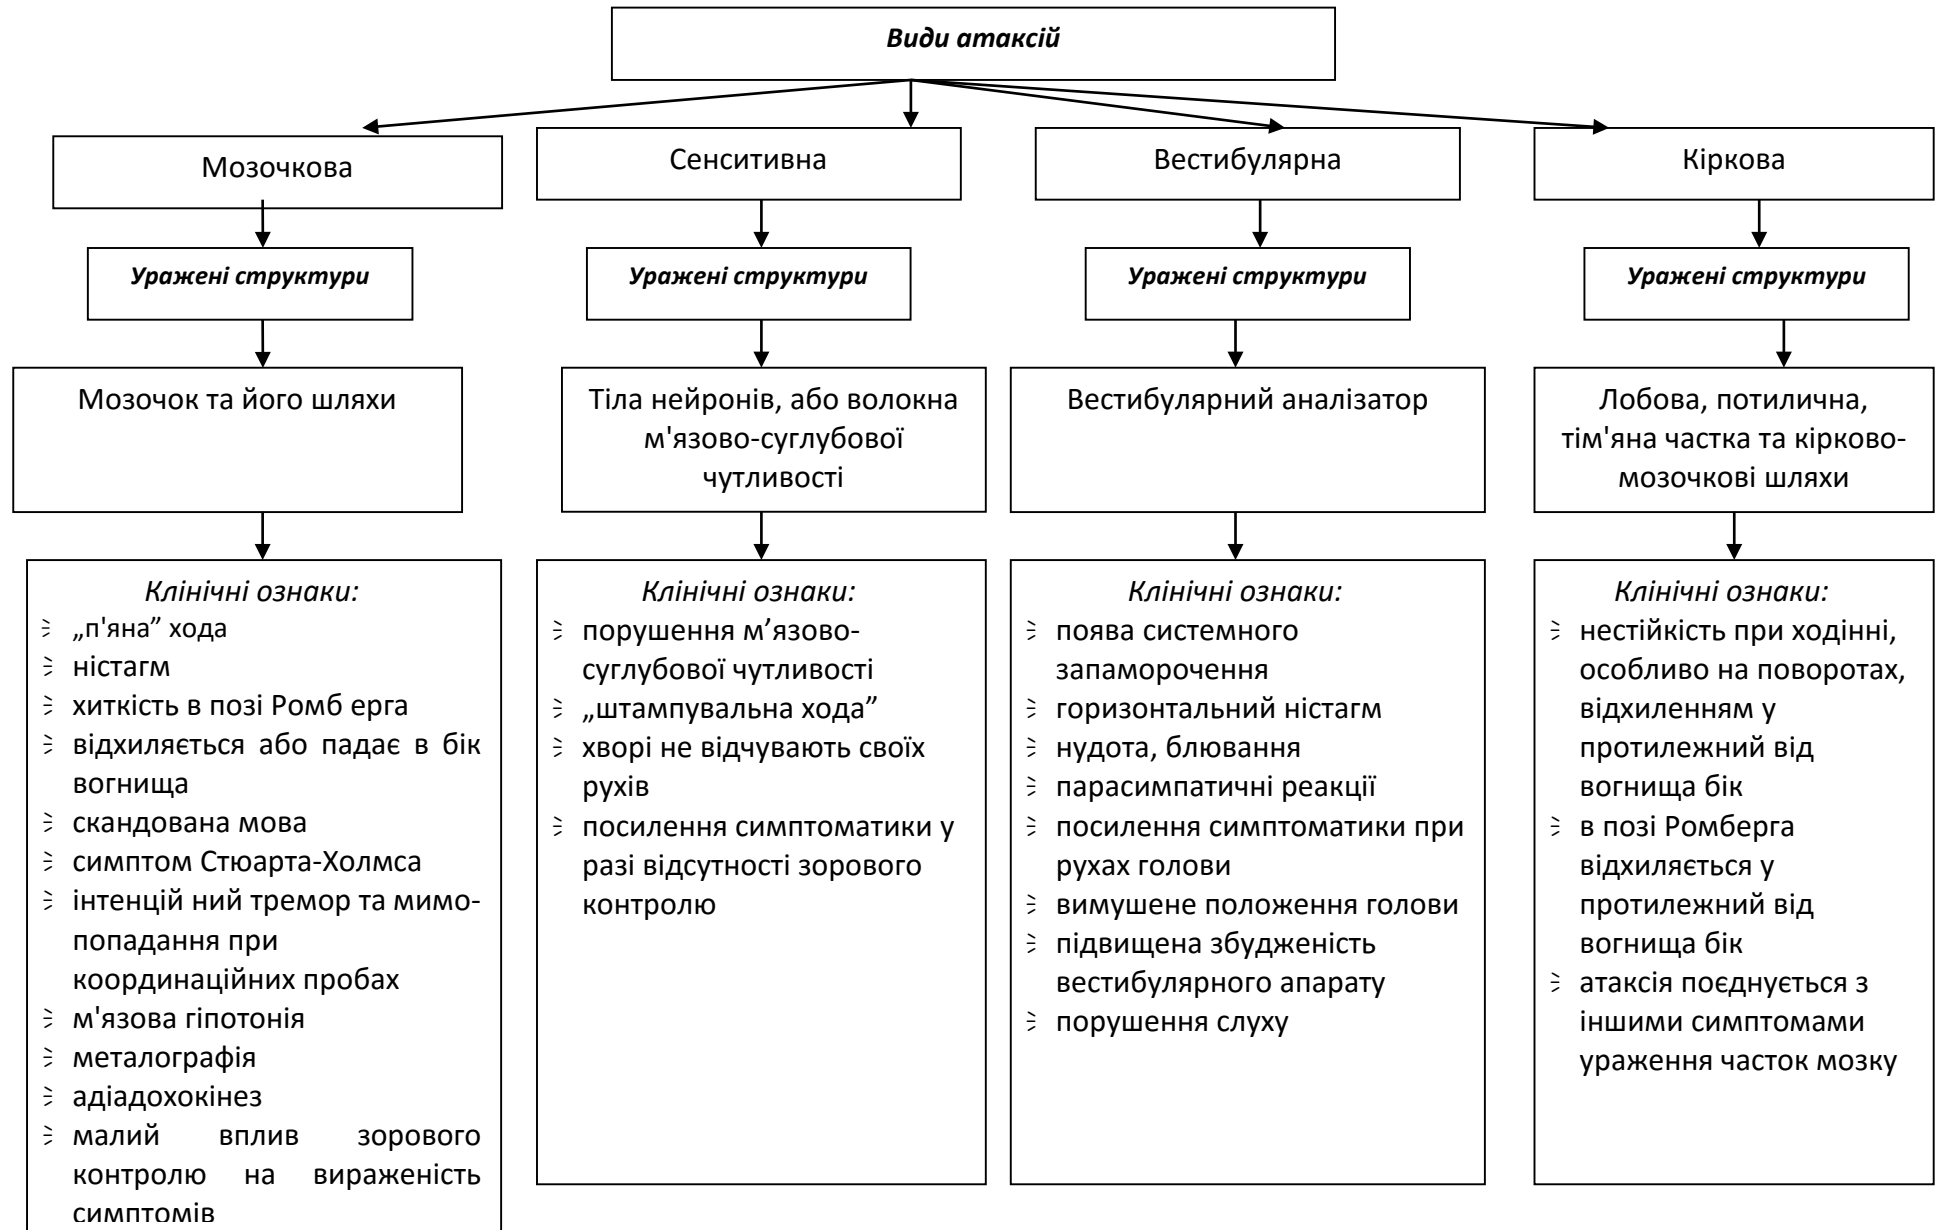 Види атаксій
Мозочкова
Сенситивна
Вестибулярна
Кіркова
Уражені структури
Уражені структури
Уражені структури
Уражені структури
Мозочок та його шляхи
Тіла нейронів, або волокна
м'язово-суглубової
чутливості
Вестибулярний аналізатор
Лобова, потилична,
тім'яна частка та кірково-
мозочкові шляхи
Клінічні ознаки:
„п'яна” хода
ністагм
хиткість в позі Ромб ерга
відхиляється або падає в бік
вогнища
скандована мова
симптом Стюарта-Холмса
інтенцій ний тремор та мимо-
попадання при
координаційних пробах
м'язова гіпотонія
металографія
адіадохокінез
малий вплив зорового
контролю на вираженість
симптомів
Клінічні ознаки:
порушення м’язово-
суглубової чутливості
„штампувальна хода”
хворі не відчувають своїх
рухів
посилення симптоматики у
разі відсутності зорового
контролю
Клінічні ознаки:
поява системного
запаморочення
горизонтальний ністагм
нудота, блювання
парасимпатичні реакції
посилення симптоматики при
рухах голови
вимушене положення голови
підвищена збудженість
вестибулярного апарату
порушення слуху
Клінічні ознаки:
нестійкість при ходінні,
особливо на поворотах,
відхиленням у
протилежний від
вогнища бік
в позі Ромберга
відхиляється у
протилежний від
вогнища бік
атаксія поєднується з
іншими симптомами
ураження часток мозку